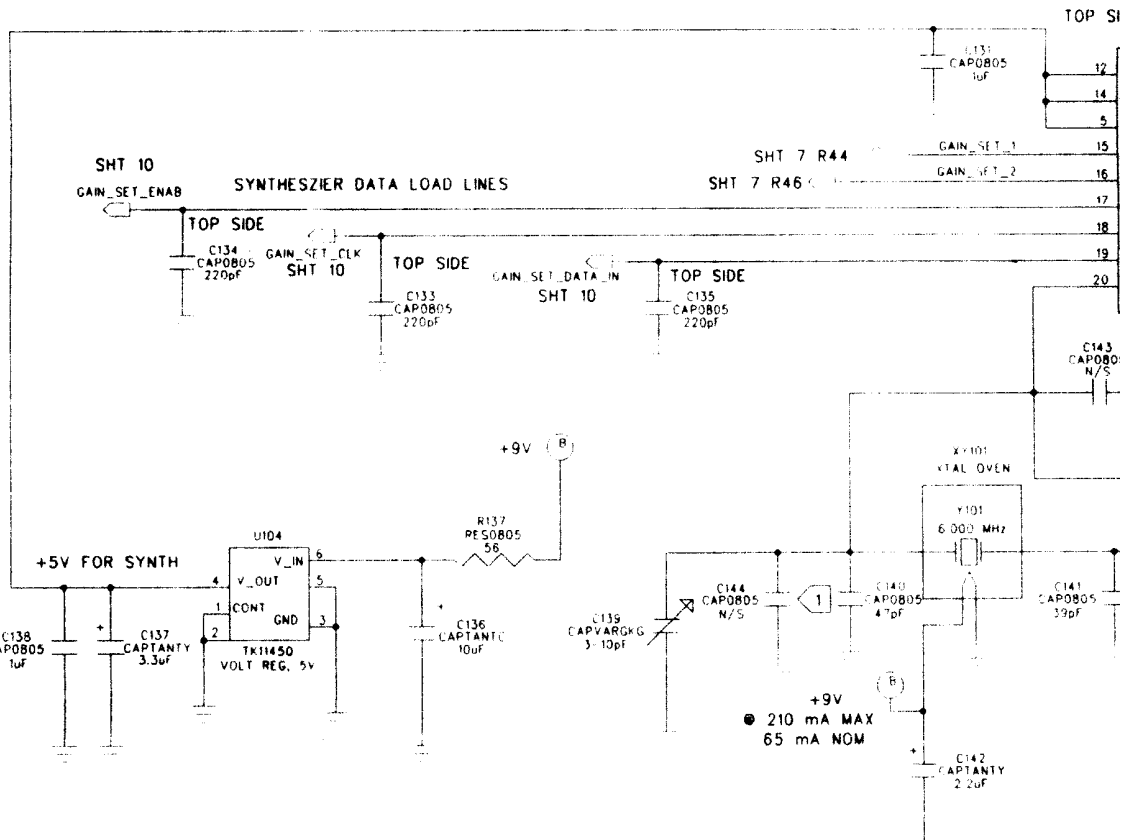 TOP SI
C131
CAP0805
1uF
12
14
5
SHT 7 R44
GAIN_SET_1
15
SHT 7 R46
GAIN_SET_2
16
SHT 10
GAIN_SET_ENAB
SYNTHESZIER DATA LOAD LINES
17
TOP SIDE
18
C134
CAP0805
220pF
GAIN_SET_CLK
SHT 10
TOP SIDE
GAIN_SET_DATA_IN
SHT 10
TOP SIDE
19
20
C133
CAP0805
220pF
C135
CAP0805
220pF
C143
CAP080
N/S
+9V
B
XY101
XTAL OVEN
Y101
6.000 MHz
R137
RES0805
56
U104
+5V FOR SYNTH
4
V_OUT
V_IN
6
5
1
CONT
2
GND
3
TK11450
VOLT REG, 5V
C138
AP0805
1uF
+
C137
CAPTANTY
3.3uF
+
C136
CAPTANTC
10uF
C139
CAPVARGKG
3-10pF
C144
CAP0805
N/S
1
C140
CAP0805
47pF
C141
CAP0805
39pF
B
+9V
@ 210 mA MAX
65 mA NOM
+
C142
CAPTANTY
2.2uF